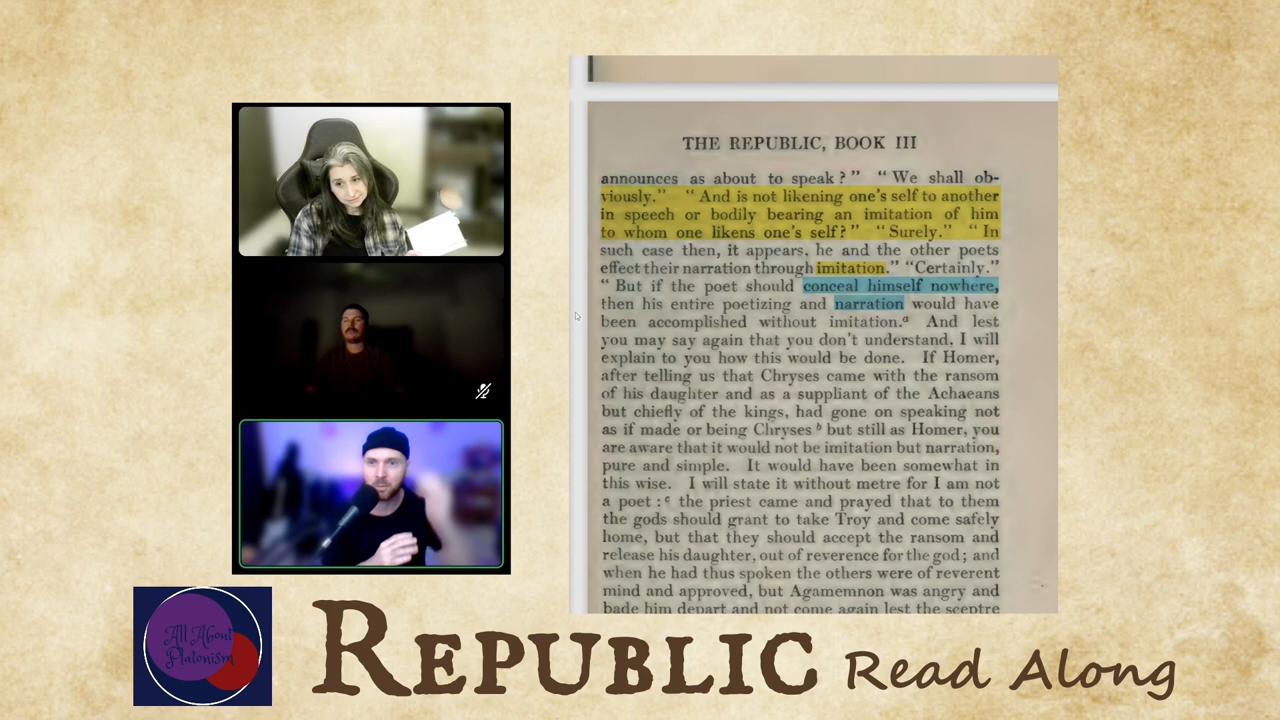 THE REPUBLIC, BOOK III
announces as about to speak ? ” “ We shall ob-
viously.” “ And is not likening one’s self to another
in speech or bodily bearing an imitation of him
to whom one likens one’s self ? ” “ Surely.” “ In
such case then, it appears, he and the other poets
effect their narration through imitation.” “Certainly.”
“ But if the poet should conceal himself nowhere,
then his entire poetizing and narration would have
been accomplished without imitation.ª And lest
you may say again that you don’t understand, I will
explain to you how this would be done. If Homer,
after telling us that Chryses came with the ransom
of his daughter and as a suppliant of the Achaeans
but chiefly of the kings, had gone on speaking not
as if made or being Chryses ᵇ but still as Homer, you
are aware that it would not be imitation but narration,
pure and simple. It would have been somewhat in
this wise. I will state it without metre for I am not
a poet : ᶜ the priest came and prayed that to them
the gods should grant to take Troy and come safely
home, but that they should accept the ransom and
release his daughter, out of reverence for the god ; and
when he had thus spoken the others were of reverent
mind and approved, but Agamemnon was angry and
bade him depart and not come again lest the sceptre
All About
Platonism
REPUBLIC Read Along